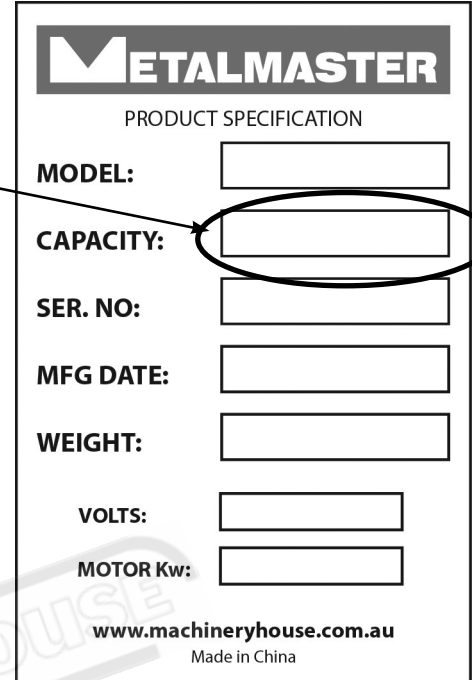 METALMASTER
PRODUCT SPECIFICATION
MODEL:
CAPACITY:
SER. NO:
MFG DATE:
WEIGHT:
VOLTS:
MOTOR Kw:
www.machineryhouse.com.au
Made in China